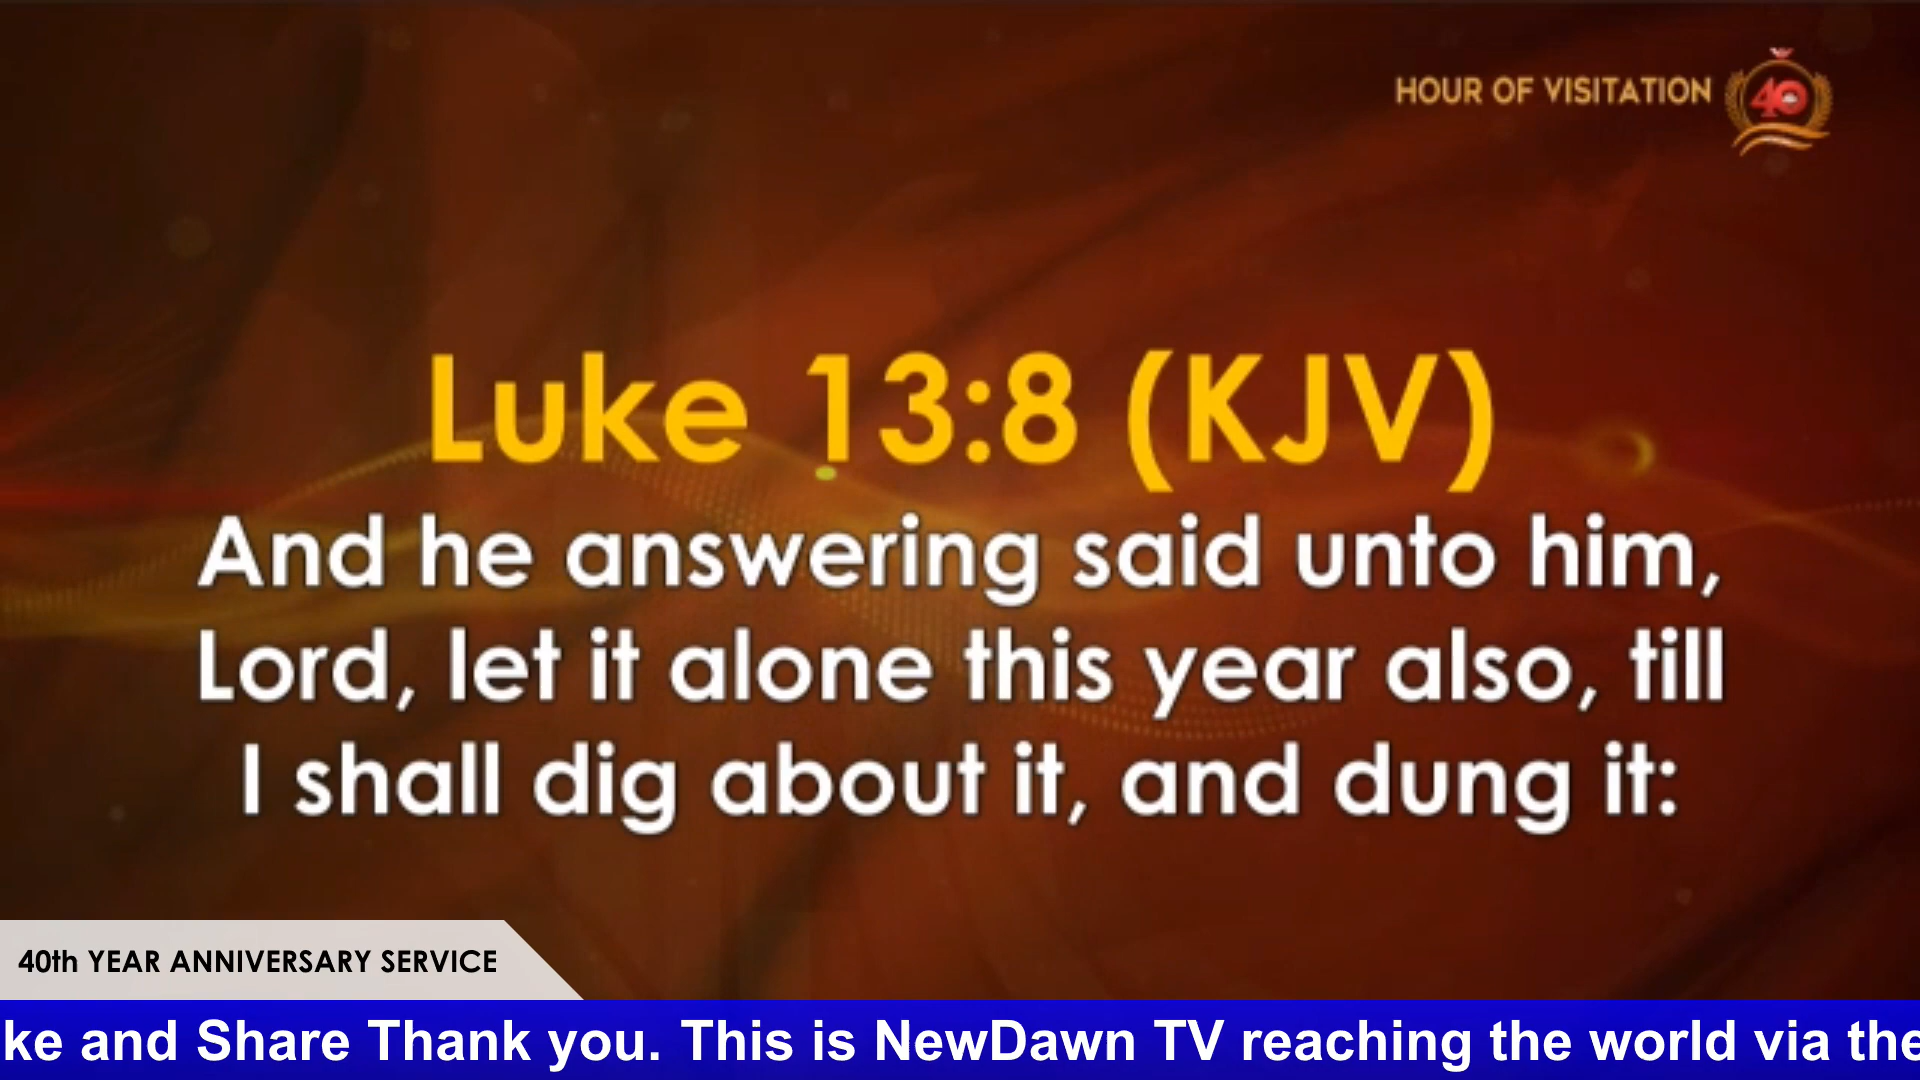 HOUR OF VISITATION
40
Luke 13:8 (KJV)
And he answering said unto him,
Lord, let it alone this year also, till
I shall dig about it, and dung it:
40th YEAR ANNIVERSARY SERVICE
ke and Share Thank you. This is NewDawn TV reaching the world via the